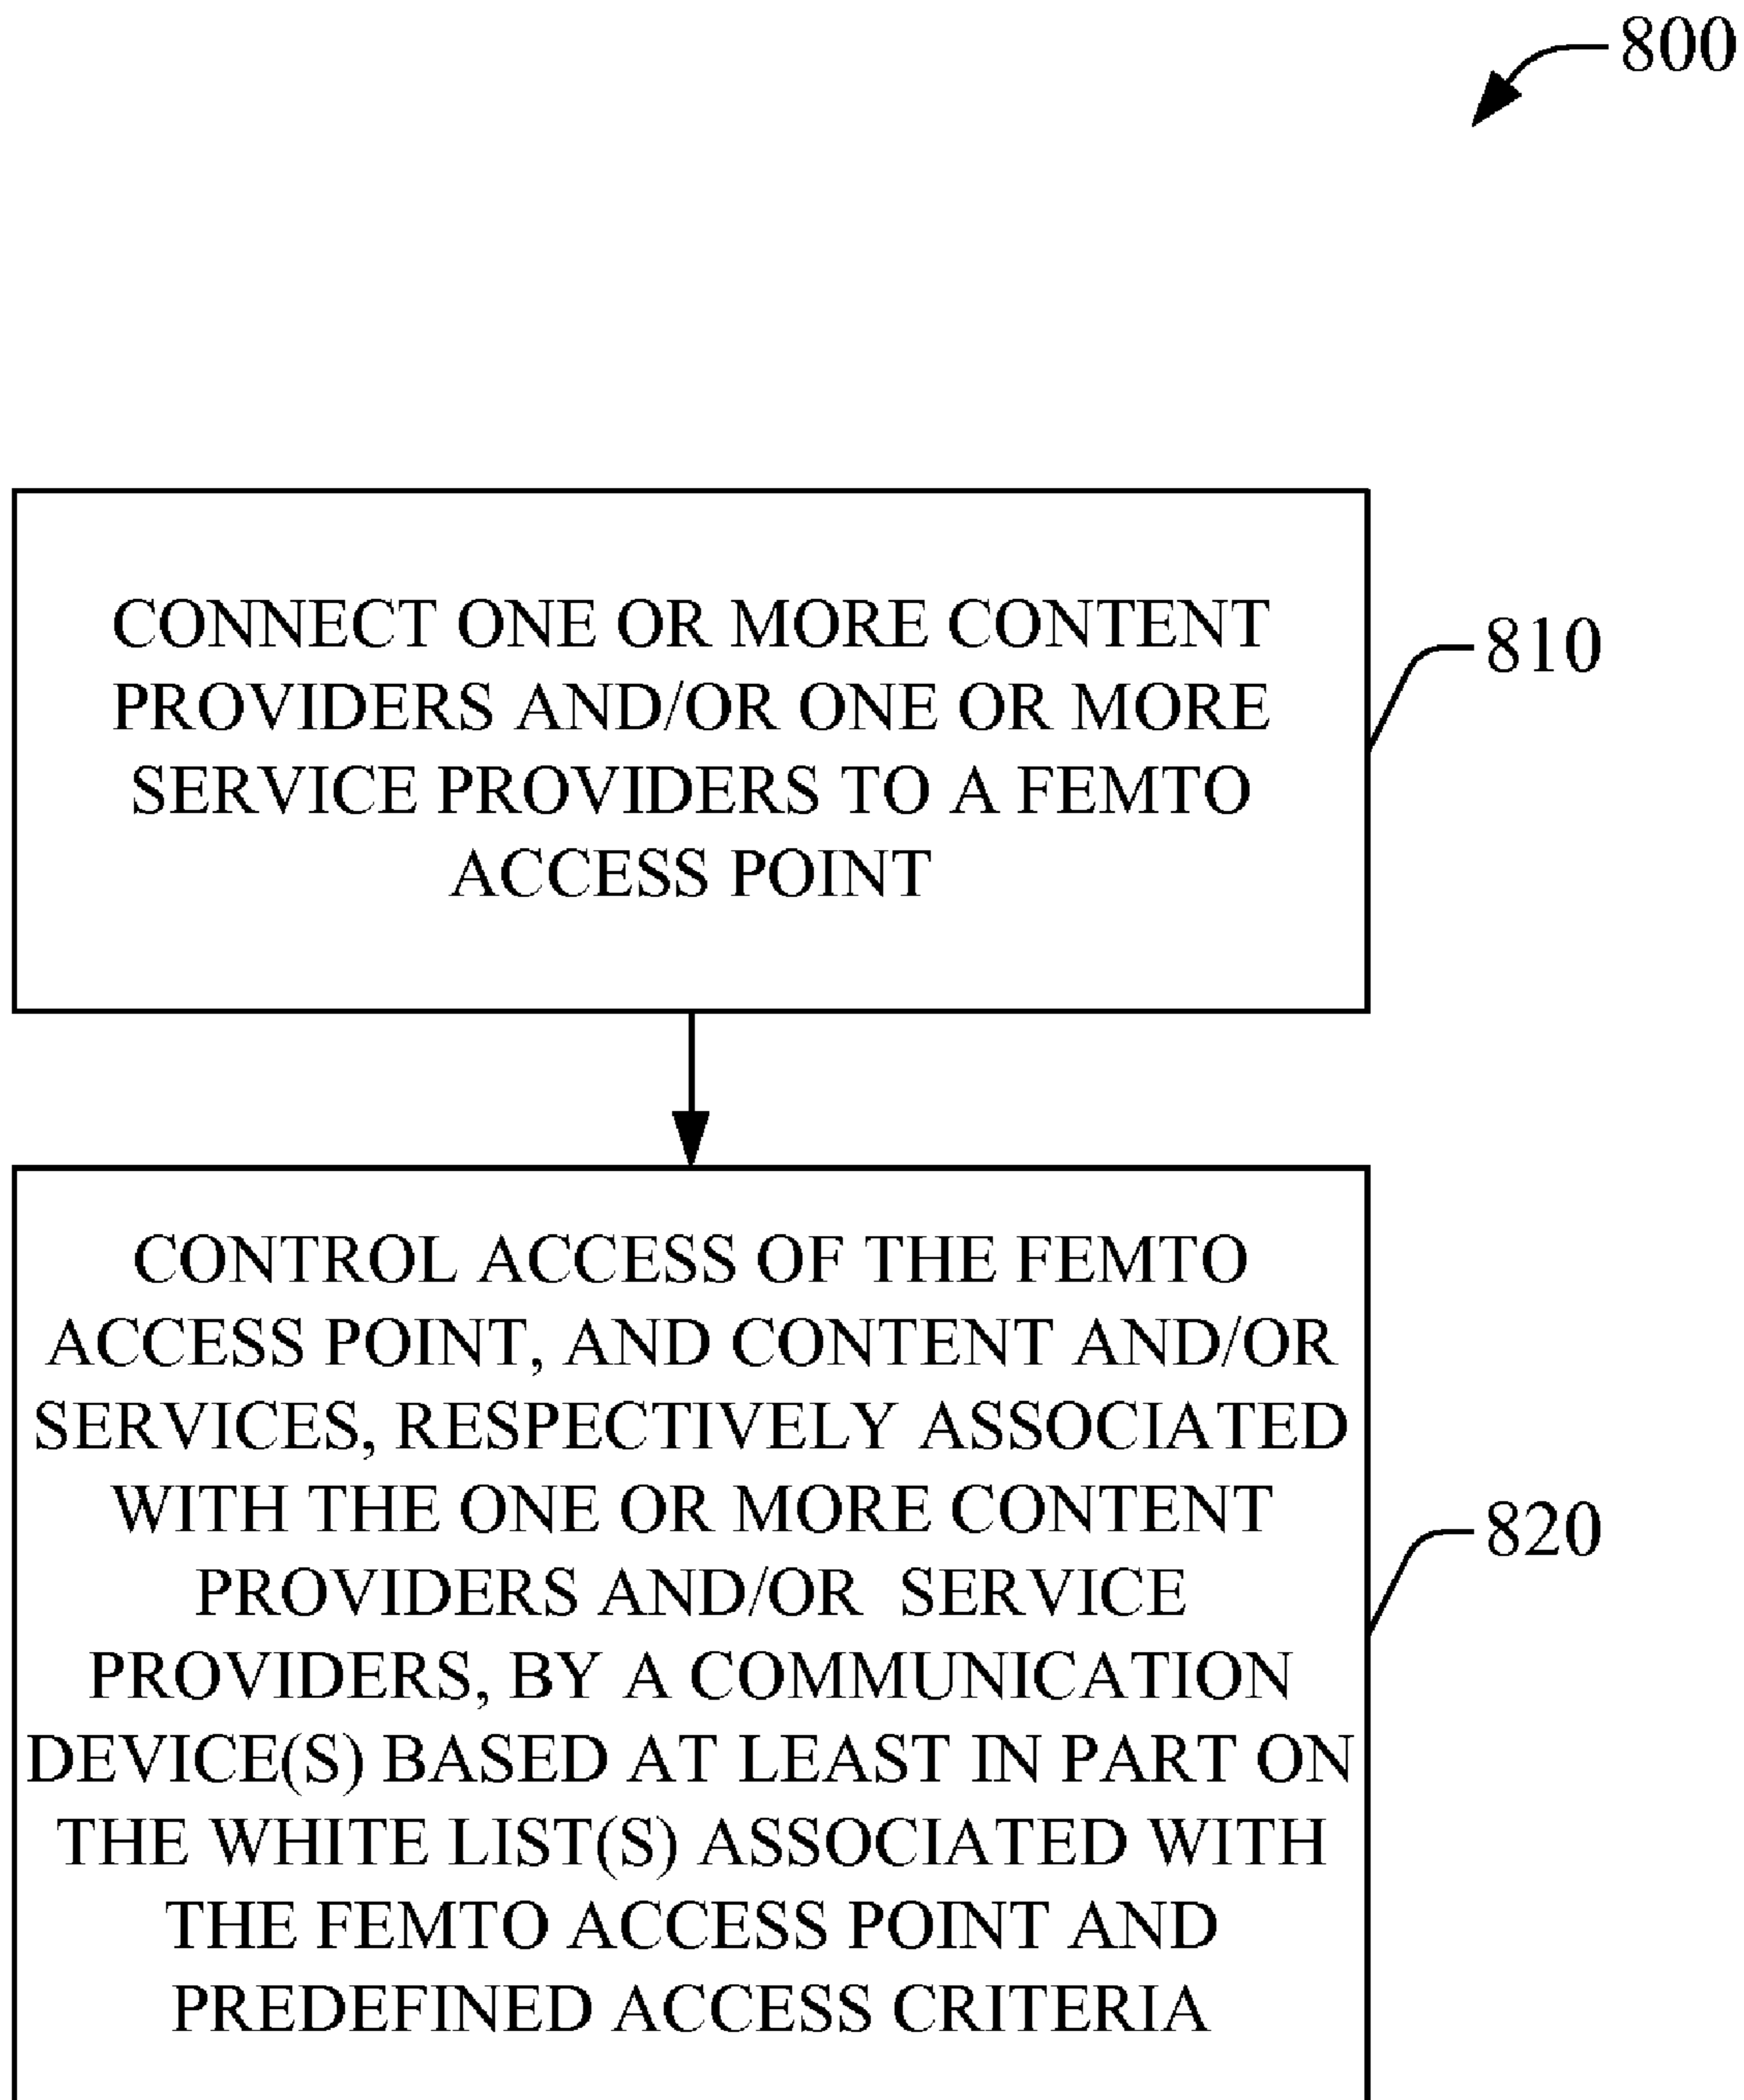 800
CONNECT ONE OR MORE CONTENT
PROVIDERS AND/OR ONE OR MORE
SERVICE PROVIDERS TO A FEMTO
ACCESS POINT
810
CONTROL ACCESS OF THE FEMTO
ACCESS POINT, AND CONTENT AND/OR
SERVICES, RESPECTIVELY ASSOCIATED
WITH THE ONE OR MORE CONTENT
PROVIDERS AND/OR SERVICE
PROVIDERS, BY A COMMUNICATION
DEVICE(S) BASED AT LEAST IN PART ON
THE WHITE LIST(S) ASSOCIATED WITH
THE FEMTO ACCESS POINT AND
PREDEFINED ACCESS CRITERIA
820